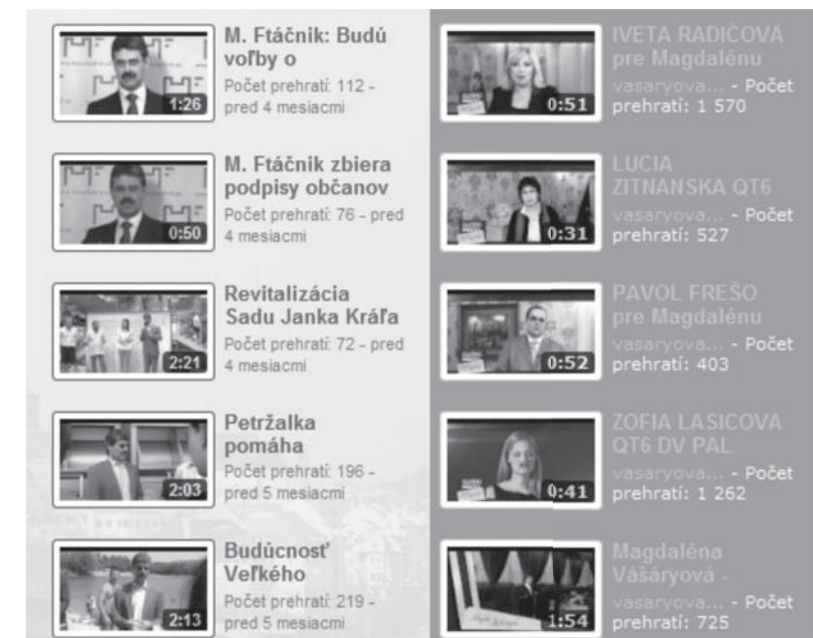 M. Ftáčnik: Budú
voľby o
Počet prehratí: 112 -
pred 4 mesiacmi
1:26
M. Ftáčnik zbiera
podpisy občanov
Počet prehratí: 76 - pred
4 mesiacmi
0:50
Revitalizácia
Sadu Janka Kráľa
Počet prehratí: 72 - pred
4 mesiacmi
2:21
Petržalka
pomáha
Počet prehratí: 196 -
pred 5 mesiacmi
2:03
Budúcnosť
Veľkého
Počet prehratí: 219 -
pred 5 mesiacmi
2:13
IVETA RADIČOVÁ
pre Magdalénu
vasaryova... - Počet
prehratí: 1 570
0:51
LUCIA
ZITNANSKA QT6
vasaryova... - Počet
prehratí: 527
0:31
PAVOL FREŠO
pre Magdalénu
vasaryova... - Počet
prehratí: 403
0:52
ZOFIA LASICOVA
QT6 DV PAL
vasaryova... - Počet
prehratí: 1 262
0:41
Magdaléna
Vášáryová -
vasaryova... - Počet
prehratí: 725
1:54